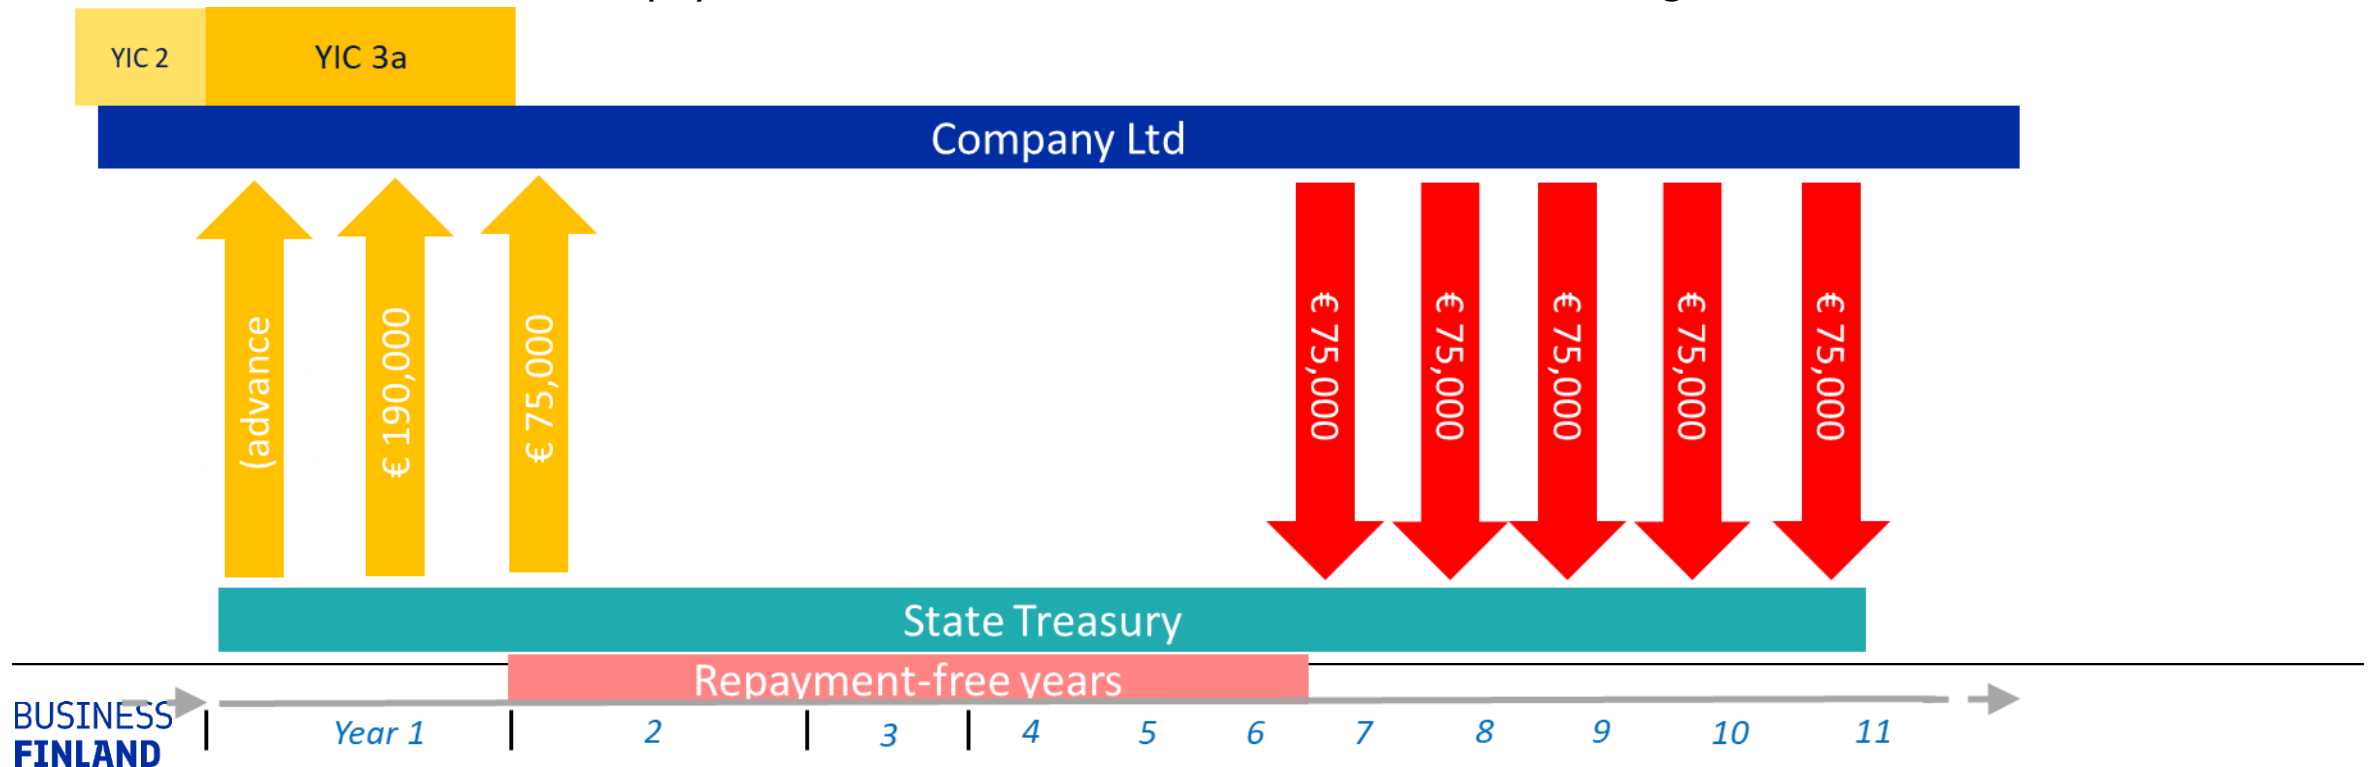 YIC 2
YIC 3a
Company Ltd
(advance
€ 190,000
€ 75,000
€ 75,000
€ 75,000
€ 75,000
€ 75,000
€ 75,000
State Treasury
Repayment-free years
BUSINESS
FINLAND
Year 1
2
3
4
5
6
7
8
9
10
11